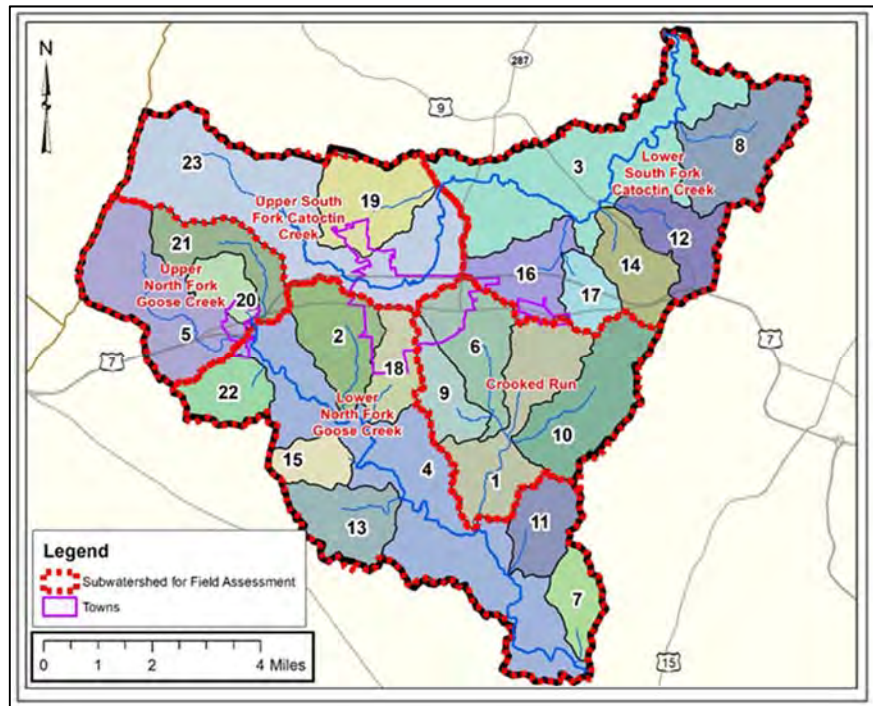 N
287
9
23
19
3
8
Lower
South Fork
Catoctin Creek
Upper South
Fork Catoctin
Creek
21
12
16
14
Upper
North Fork
Goose Creek
20
17
5
2
6
7
7
18
Crooked Run
22
9
Lower
North Fork
Goose Creek
10
15
4
1
13
11
7
15
Legend
Subwatershed for Field Assessment
Towns
0 1 2 4 Miles